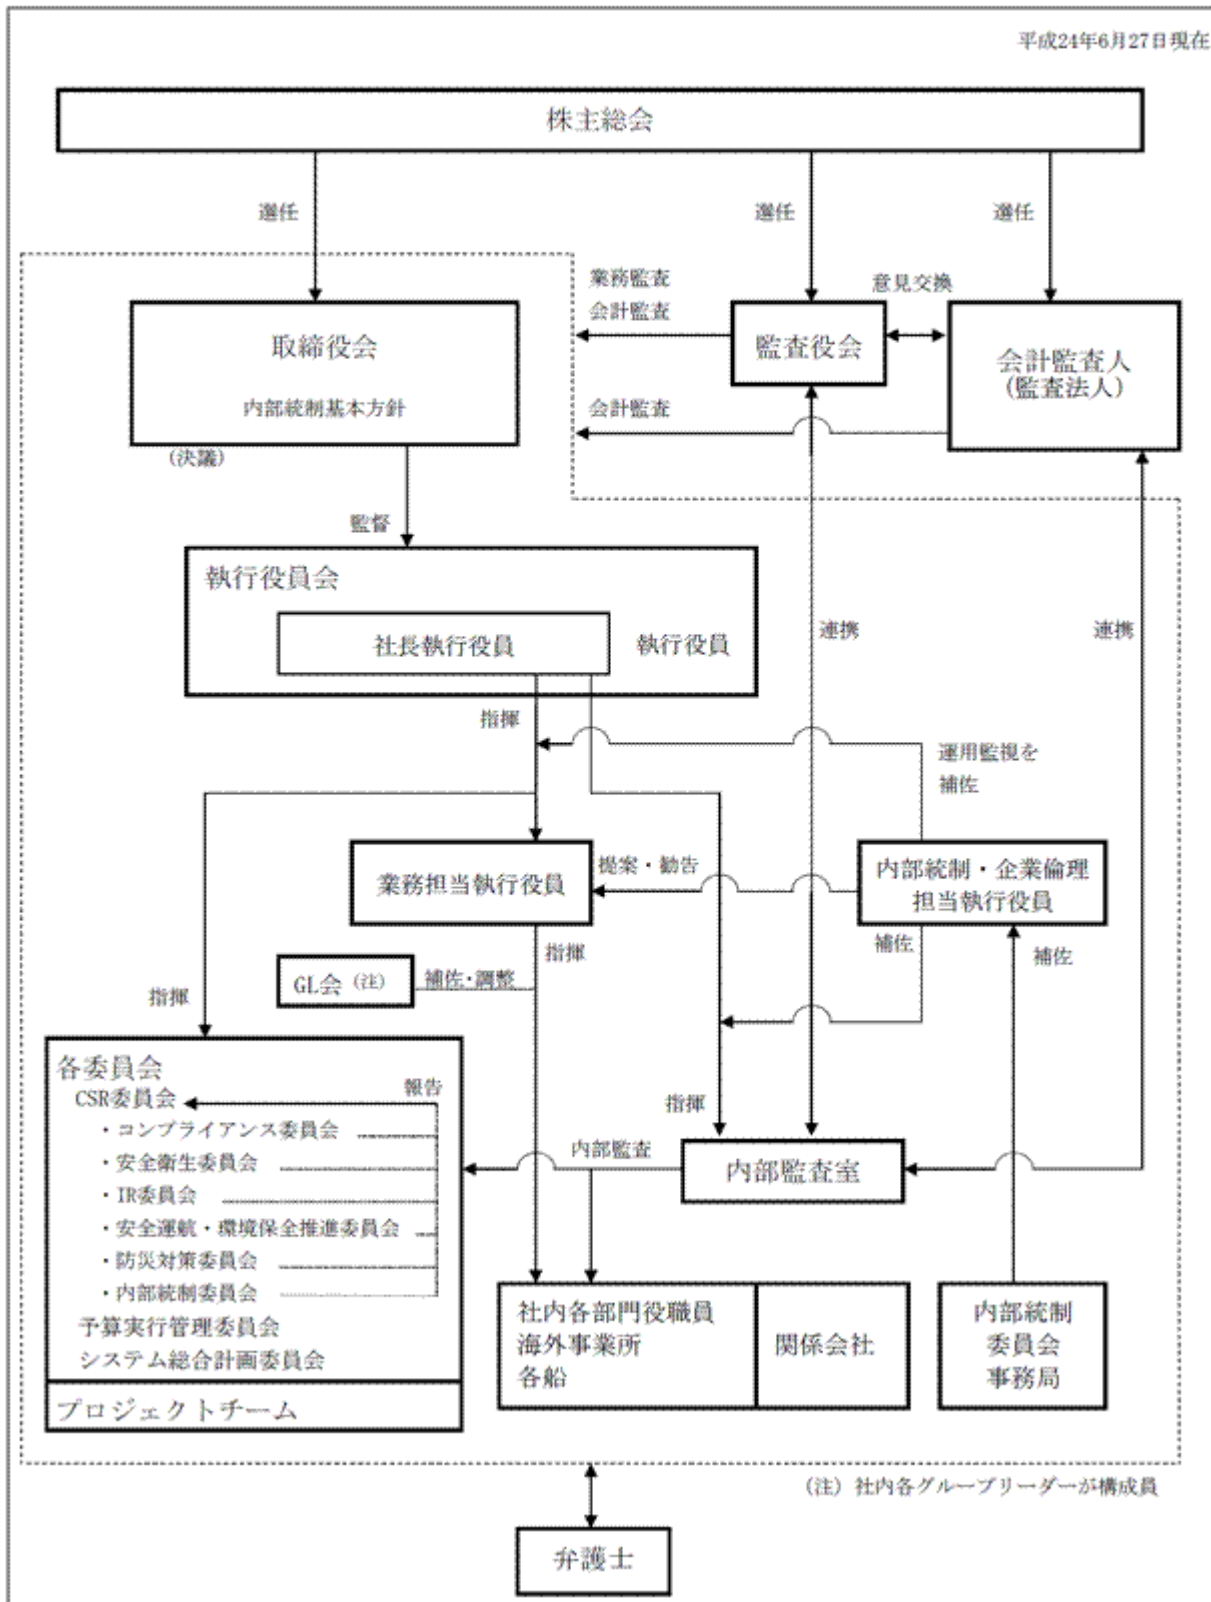 平成24年6月27日現在
株主総会
選任
選任
選任
業務監査
会計監査
意見交換
取締役会
内部統制基本方針
(決議)
監査役会
会計監査人
(監査法人)
会計監査
監督
執行役員会
社長執行役員
執行役員
連携
連携
指揮
運用監視を
補佐
業務担当執行役員
提案・勧告
内部統制・企業倫理
担当執行役員
指揮
補佐
補佐
GL会 (注)
補佐・調整
指揮
各委員会
CSR委員会
報告
・コンプライアンス委員会
・安全衛生委員会
・IR委員会
・安全運航・環境保全推進委員会
・防災対策委員会
・内部統制委員会
予算実行管理委員会
システム総合計画委員会
プロジェクトチーム
指揮
内部監査
内部監査室
社内各部門役職員
海外事業所
各船
関係会社
内部統制
委員会
事務局
(注) 社内各グループリーダーが構成員
弁護士